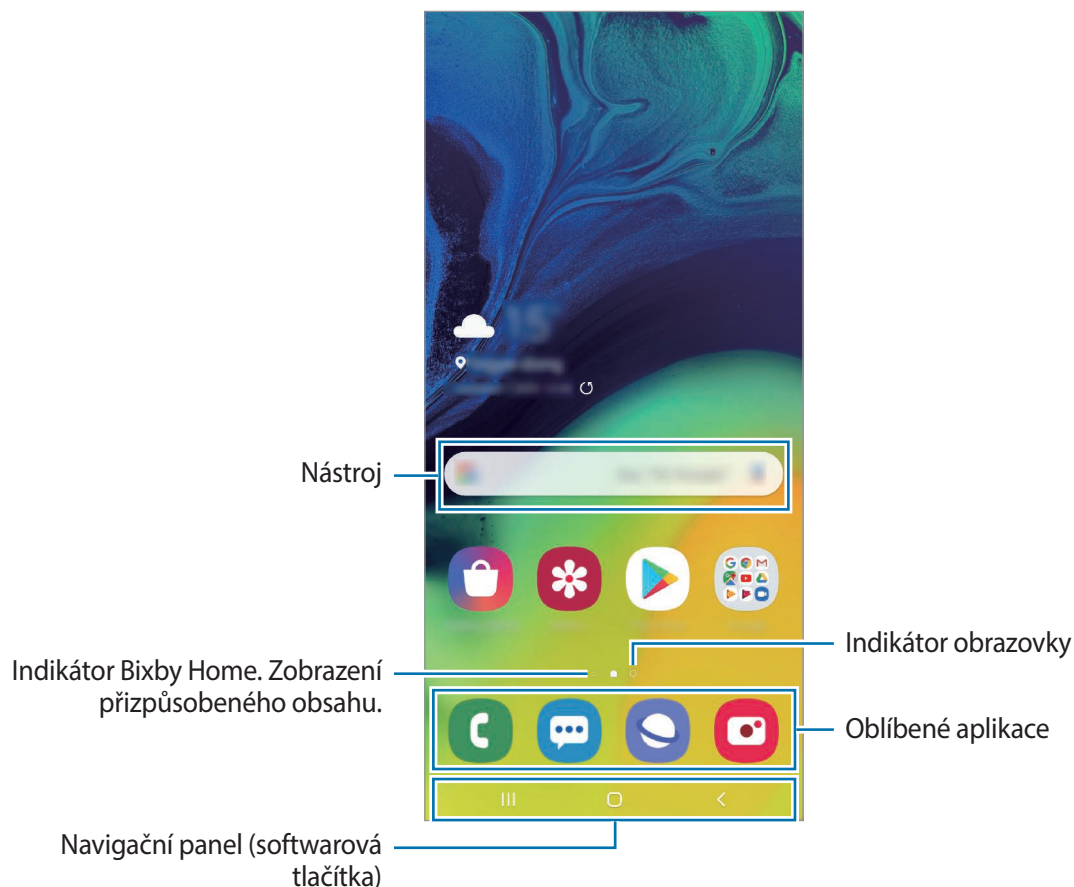 Nástroj
Indikátor obrazovky
Indikátor Bixby Home. Zobrazení
přizpůsobeného obsahu.
Oblíbené aplikace
Navigační panel (softwarová
tlačítka)